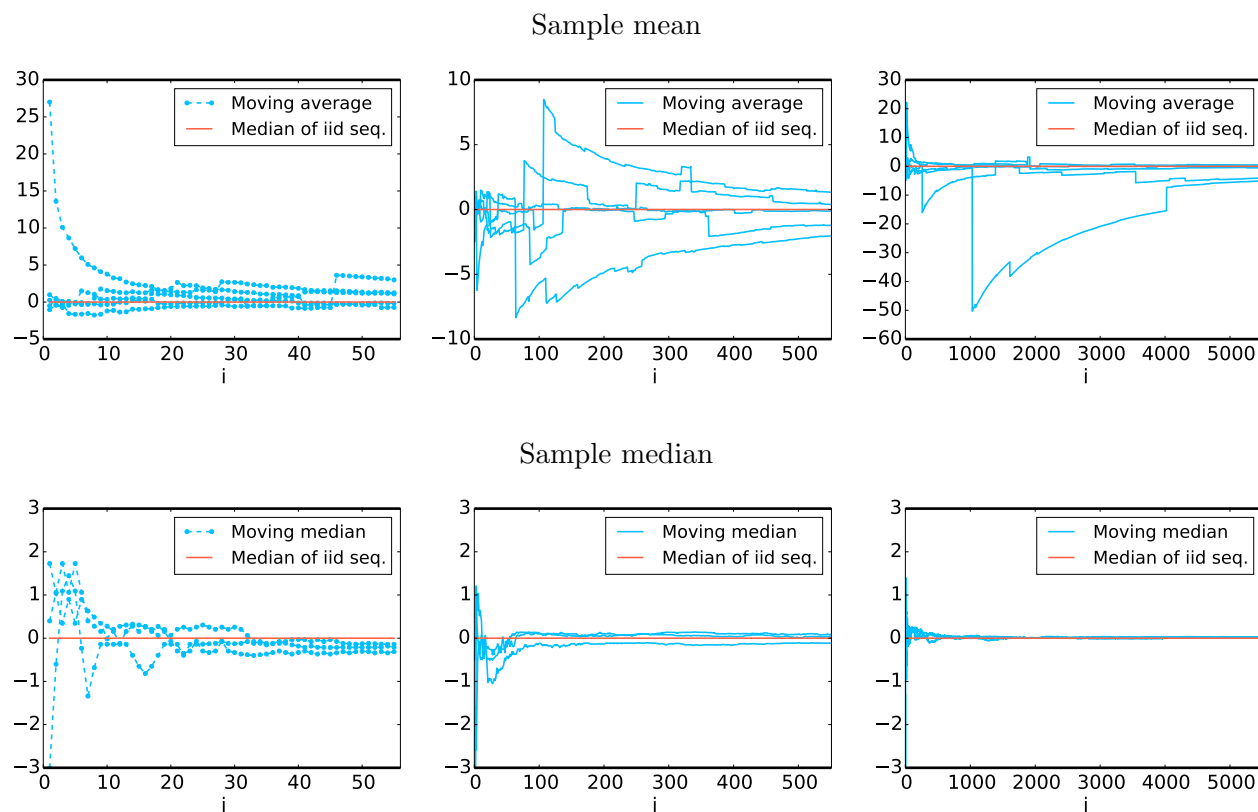 Sample mean
30
25
20
15
10
5
0
−5
0 10 20 30 40 50
i
Moving average
Median of iid seq.
10
5
0
−5
−10
0 100 200 300 400 500
i
Moving average
Median of iid seq.
30
20
10
0
−10
−20
−30
−40
−50
−60
0 1000 2000 3000 4000 5000
i
Moving average
Median of iid seq.
Sample median
3
2
1
0
−1
−2
−3
0 10 20 30 40 50
i
Moving median
Median of iid seq.
3
2
1
0
−1
−2
−3
0 100 200 300 400 500
i
Moving median
Median of iid seq.
3
2
1
0
−1
−2
−3
0 1000 2000 3000 4000 5000
i
Moving median
Median of iid seq.